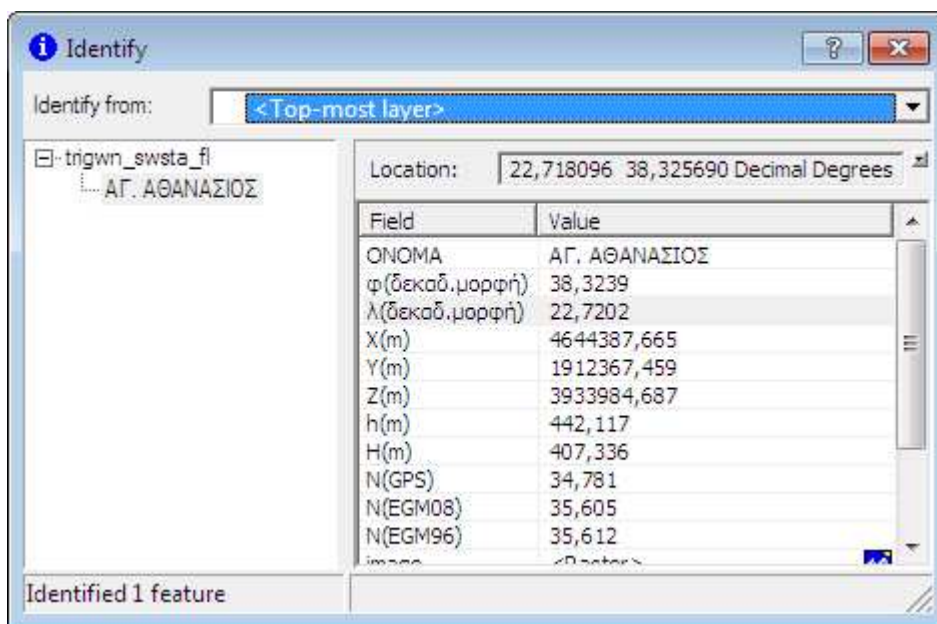 Identify
Identify from: <Top-most layer>
trigwn_swsta_fl
ΑΓ. ΑΘΑΝΑΣΙΟΣ
Location: 22,718096 38,325690 Decimal Degrees
Field Value
ΟΝΟΜΑ ΑΓ. ΑΘΑΝΑΣΙΟΣ
φ(δεκαδ.μορφή) 38,3239
λ(δεκαδ.μορφή) 22,7202
X(m) 4644387,665
Y(m) 1912367,459
Z(m) 3933984,687
h(m) 442,117
H(m) 407,336
N(GPS) 34,781
N(EGM08) 35,605
N(EGM96) 35,612
image <Raster>
Identified 1 feature